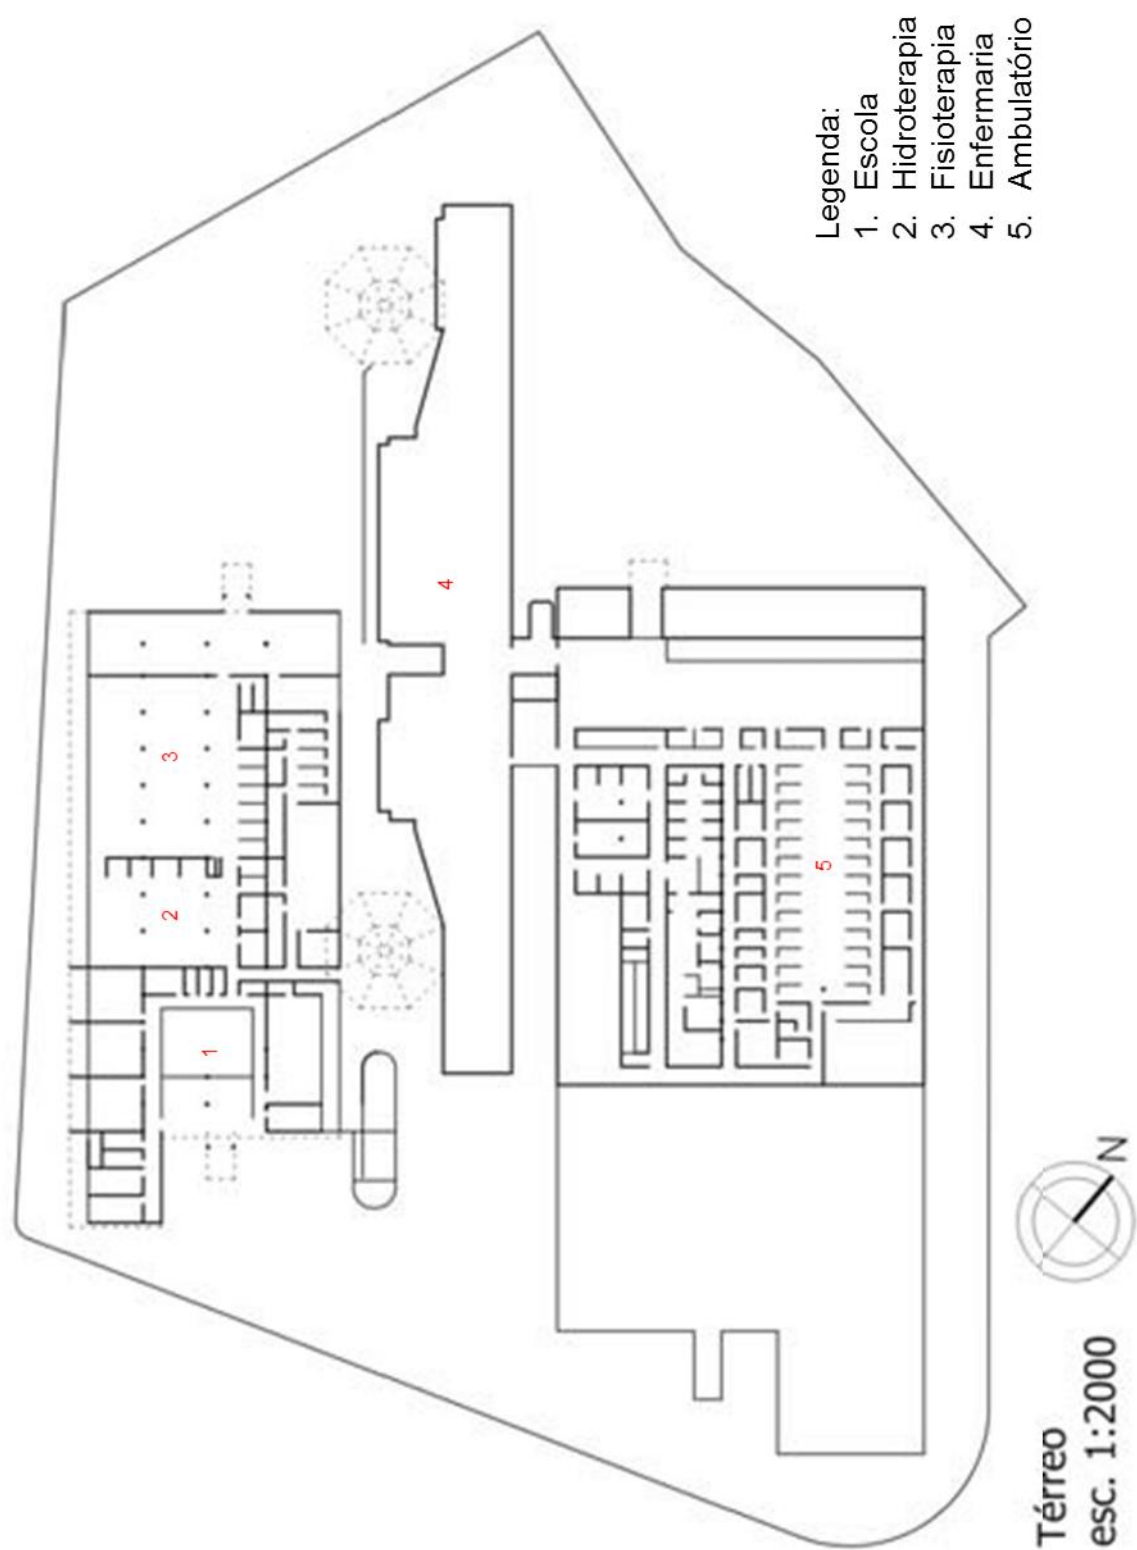 1
2
3
4
5
Legenda:
1. Escola
2. Hidroterapia
3. Fisioterapia
4. Enfermaria
5. Ambulatório
Térreo
esc. 1:2000
N